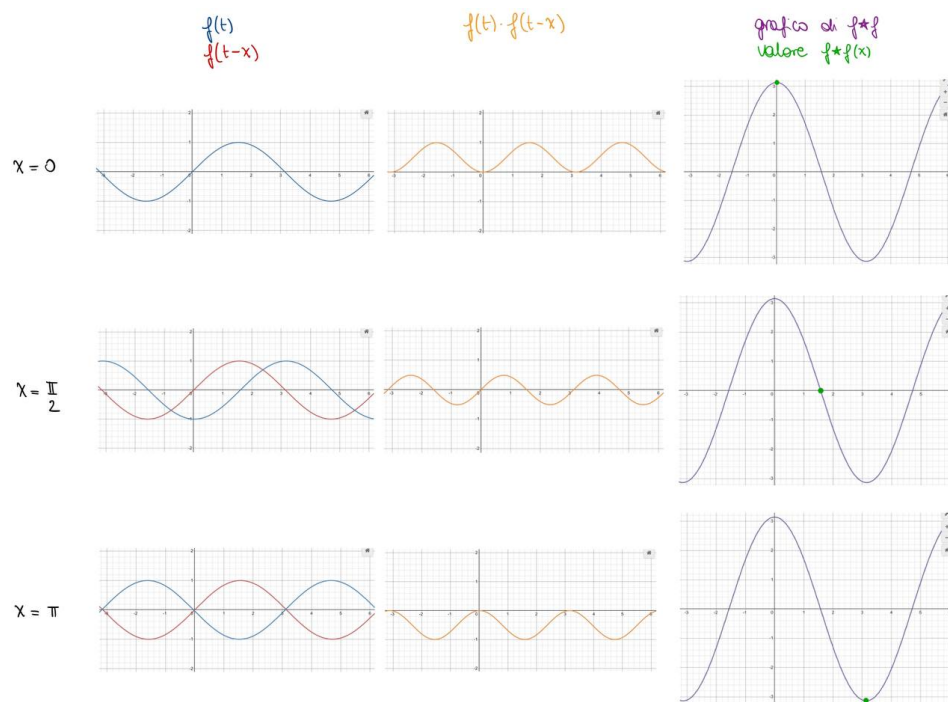 f(t)
f(t-x)
f(t)·f(t-x)
grafico di f★f
valore f★f(x)
x=0
x=π/2
x=π